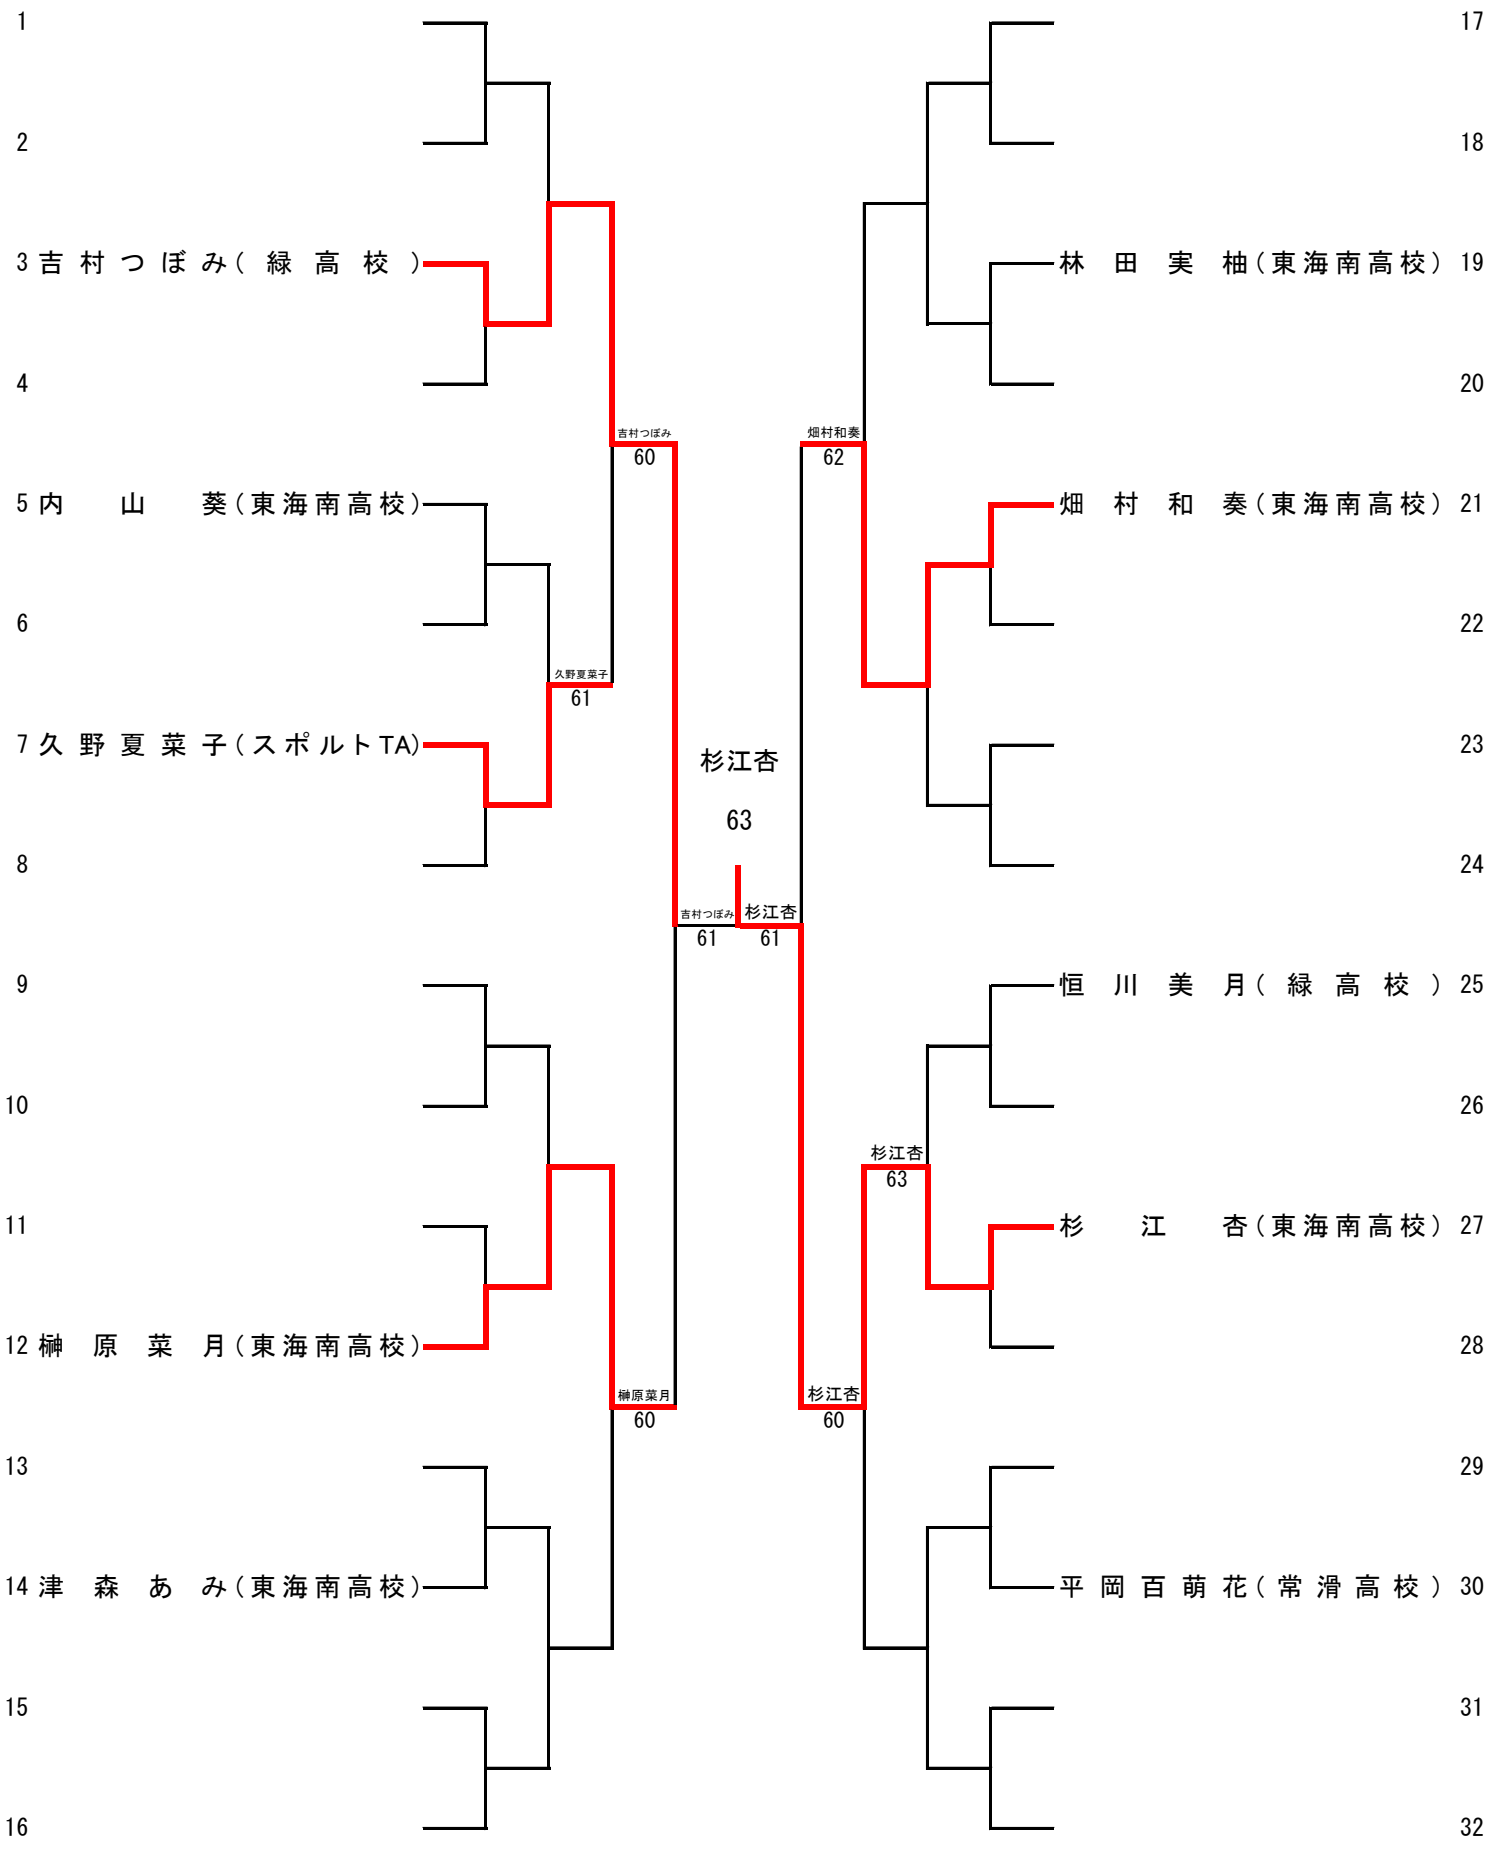 1
17
2
18
3 吉村つぼみ(緑高校)
林田実柚(東海南高校) 19
4
20
吉村つぼみ
60
畑村和奏
62
5 内山葵(東海南高校)
畑村和奏(東海南高校) 21
6
22
久野夏菜子
61
7 久野夏菜子(スポルトTA)
23
杉江杏
63
8
24
吉村つぼみ
61
杉江杏
61
9
恒川美月(緑高校) 25
10
26
杉江杏
63
11
杉江杏(東海南高校) 27
12 榊原菜月(東海南高校)
28
榊原菜月
60
杉江杏
60
13
29
14 津森あみ(東海南高校)
平岡百萌花(常滑高校) 30
15
31
16
32